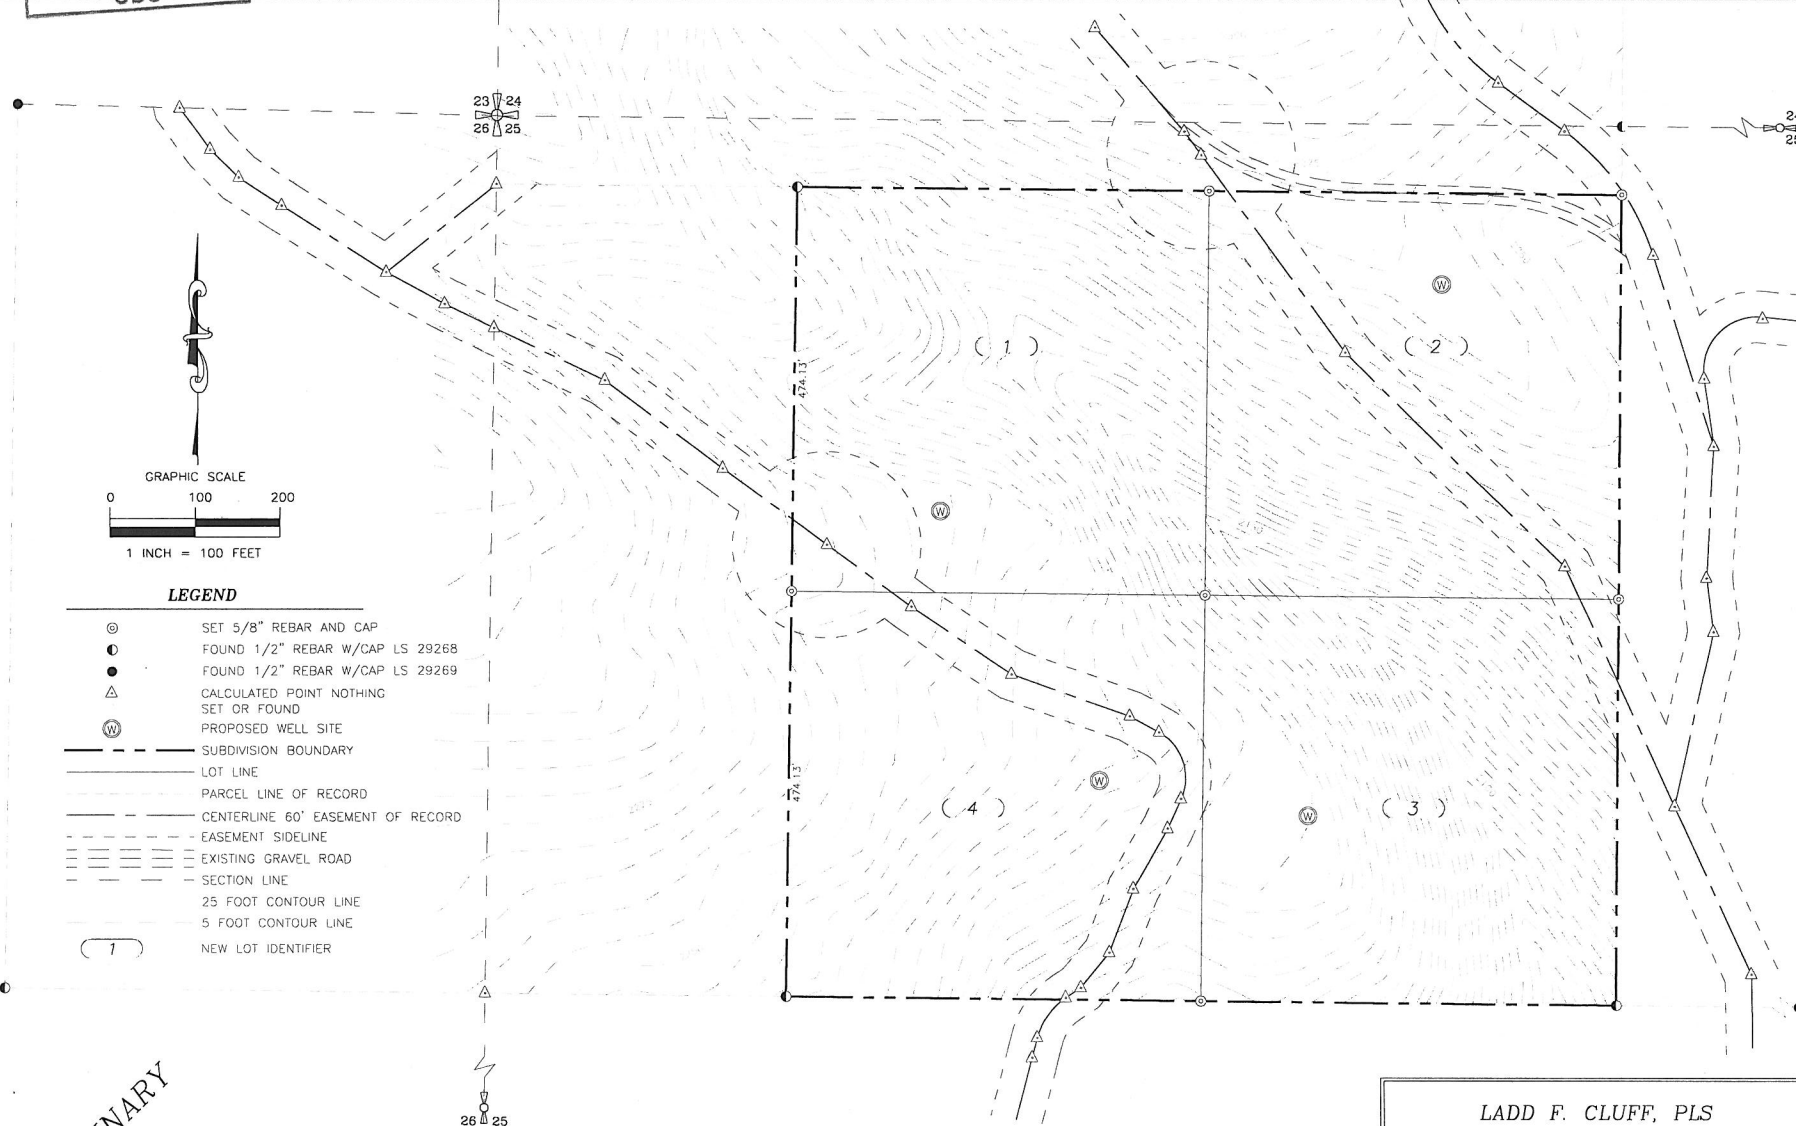 23 24
26 25
24
25
( 1 )
( 2 )
474.13'
GRAPHIC SCALE
0 100 200
1 INCH = 100 FEET
LEGEND
SET 5/8" REBAR AND CAP
FOUND 1/2" REBAR W/CAP LS 29268
FOUND 1/2" REBAR W/CAP LS 29269
CALCULATED POINT NOTHING
SET OR FOUND
W PROPOSED WELL SITE
SUBDIVISION BOUNDARY
LOT LINE
PARCEL LINE OF RECORD
CENTERLINE 60' EASEMENT OF RECORD
EASEMENT SIDELINE
EXISTING GRAVEL ROAD
SECTION LINE
25 FOOT CONTOUR LINE
5 FOOT CONTOUR LINE
( 1 ) NEW LOT IDENTIFIER
W
W
474.13'
( 4 )
W
W
( 3 )
NARY
26 25
LADD F. CLUFF, PLS